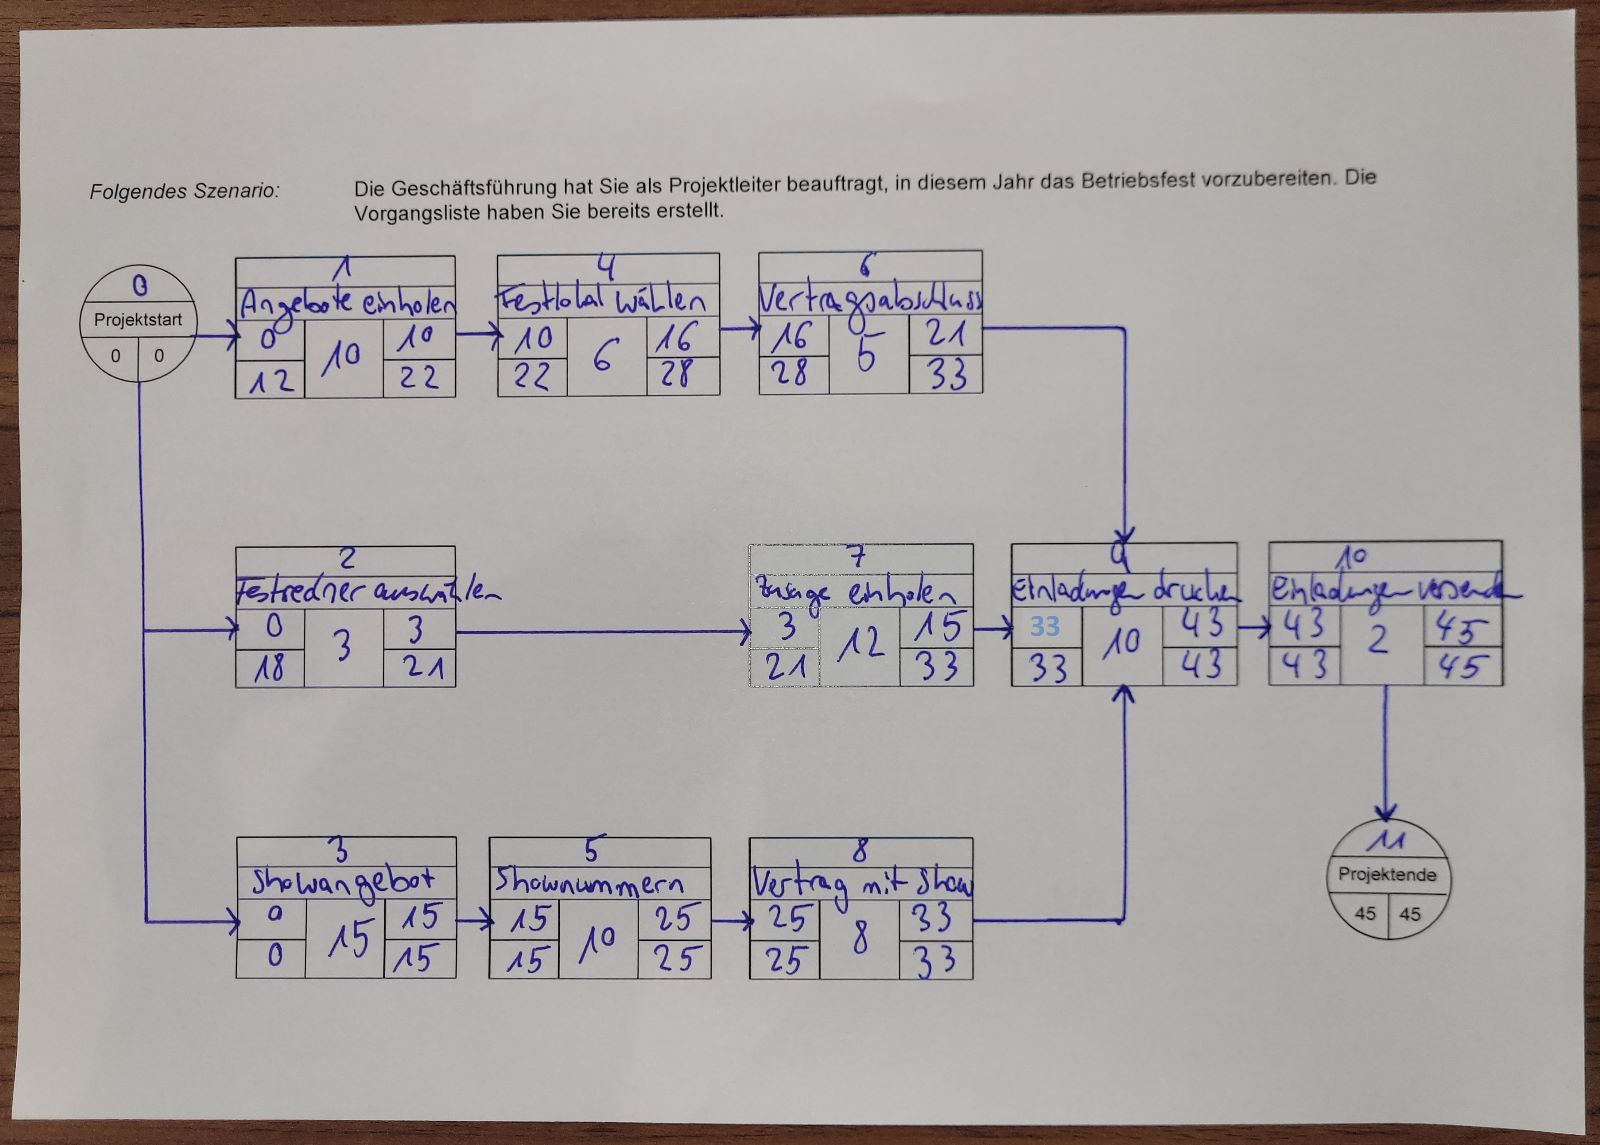 Folgendes Szenario: Die Geschäftsführung hat Sie als Projektleiter beauftragt, in diesem Jahr das Betriebsfest vorzubereiten. Die
Vorgangsliste haben Sie bereits erstellt.
0
Projektstart
0 0
1
Angebote einholen
0 10 10
12 22
4
Festlokal wählen
10 6 16
22 28
6
Vertragsabschluss
16 5 21
28 33
2
Festredner auswählen
0 3 3
18 21
7
Zusage einholen
3 12 15
21 33
9
Einladungen drucken
33 10 43
33 43
10
Einladungen versenden
43 2 45
43 45
3
Showangebot
0 15 15
0 15
5
Shownummern
15 10 25
15 25
8
Vertrag mit Show
25 8 33
25 33
11
Projektende
45 45